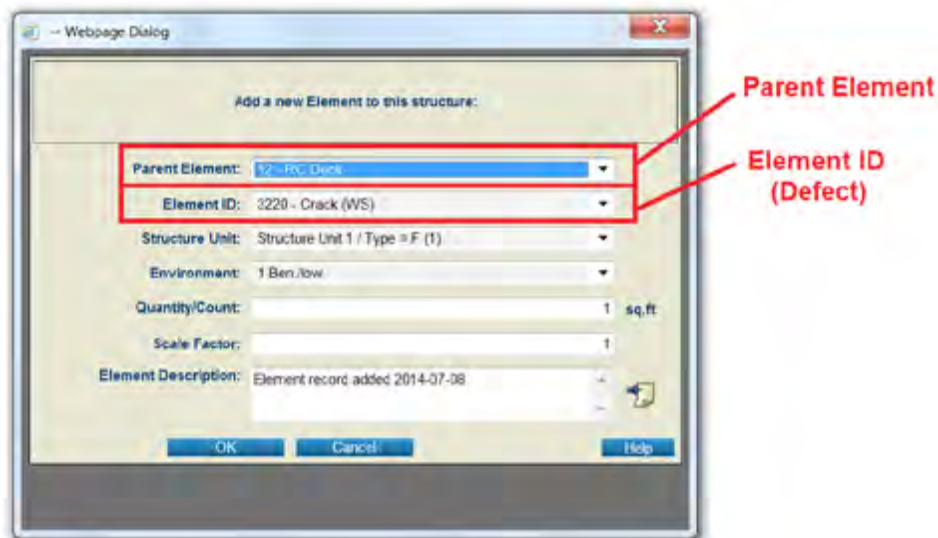 -- Webpage Dialog
X
Add a new Element to this structure:
Parent Element: 12 - RC Deck
Parent Element
Element ID: 3220 - Crack (WS)
Element ID
(Defect)
Structure Unit: Structure Unit 1 / Type = F (1)
Environment: 1 Ben./low
Quantity/Count: 1 sq.ft
Scale Factor: 1
Element Description: Element record added 2014-07-08
OK Cancel Help